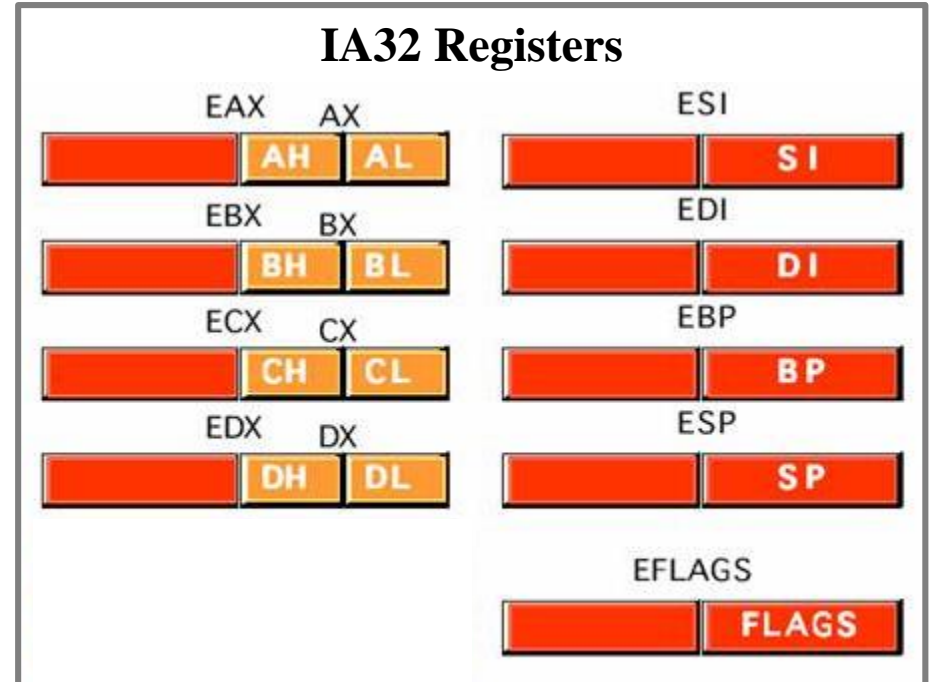 IA32 Registers
EAX AX
AH AL
EBX BX
BH BL
ECX CX
CH CL
EDX DX
DH DL
ESI
SI
EDI
DI
EBP
BP
ESP
SP
EFLAGS
FLAGS